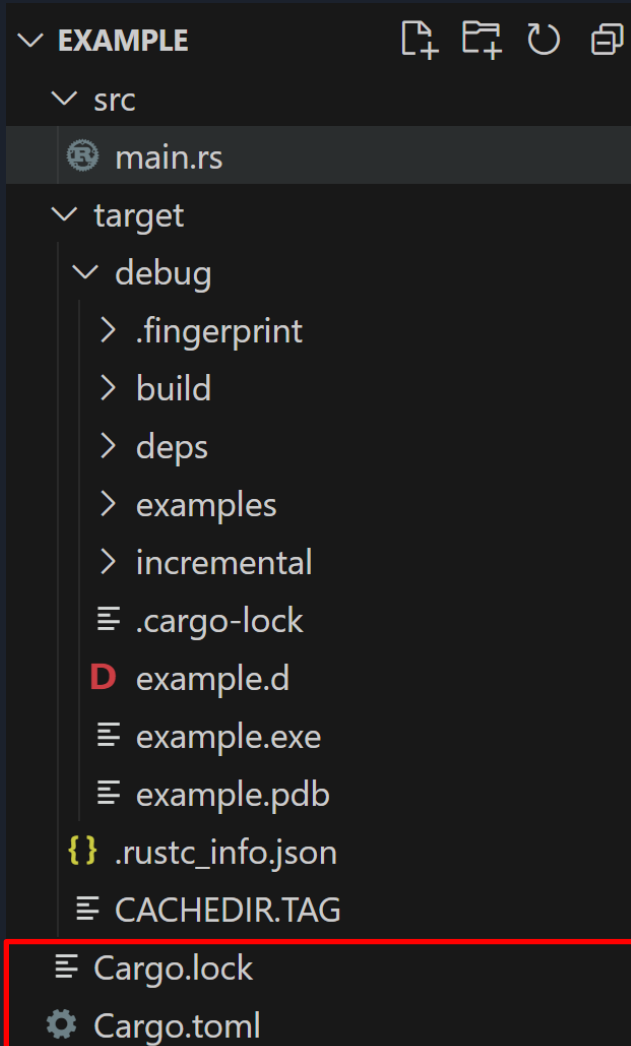 EXAMPLE
src
main.rs
target
debug
.fingerprint
build
deps
examples
incremental
.cargo-lock
D example.d
example.exe
example.pdb
{} .rustc_info.json
CACHEDIR.TAG
Cargo.lock
Cargo.toml